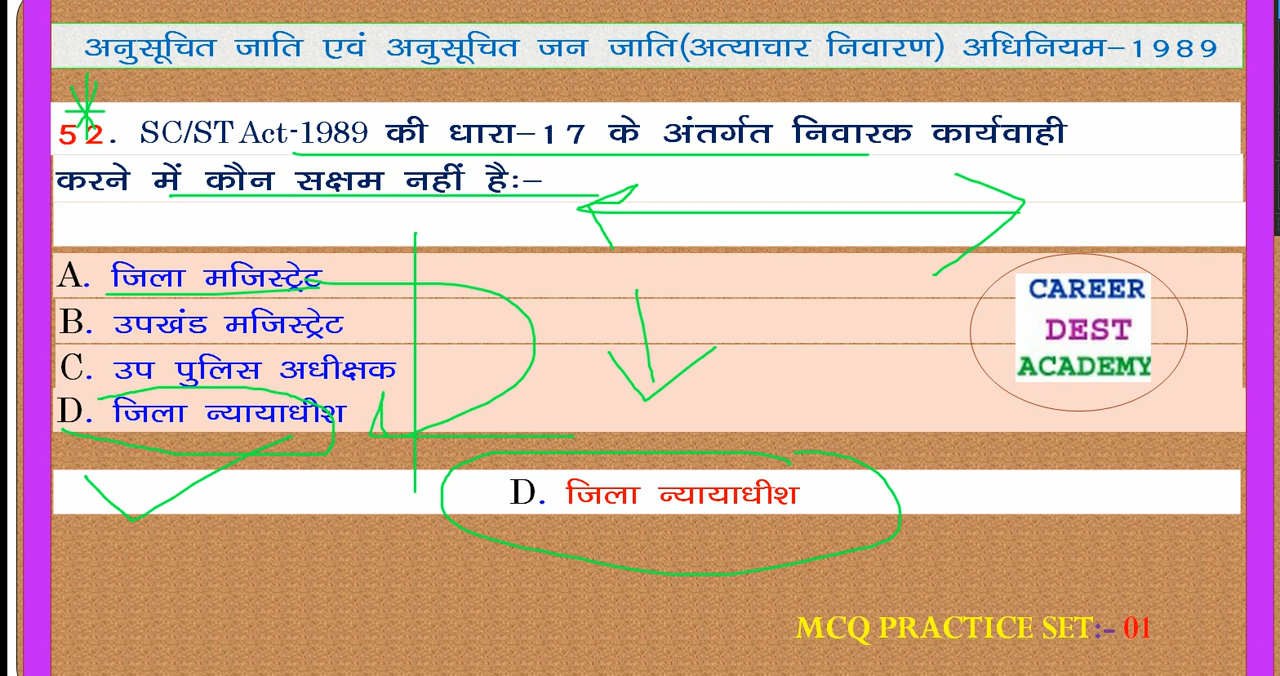 अनुसूचित जाति एवं अनुसूचित जन जाति(अत्याचार निवारण) अधिनियम-1989
52. SC/ST Act-1989 की धारा-17 के अंतर्गत निवारक कार्यवाही
करने में कौन सक्षम नहीं है:-
A. जिला मजिस्ट्रेट
B. उपखंड मजिस्ट्रेट
C. उप पुलिस अधीक्षक
D. जिला न्यायाधीश
CAREER
DEST
ACADEMY
D. जिला न्यायाधीश
MCQ PRACTICE SET:- 01